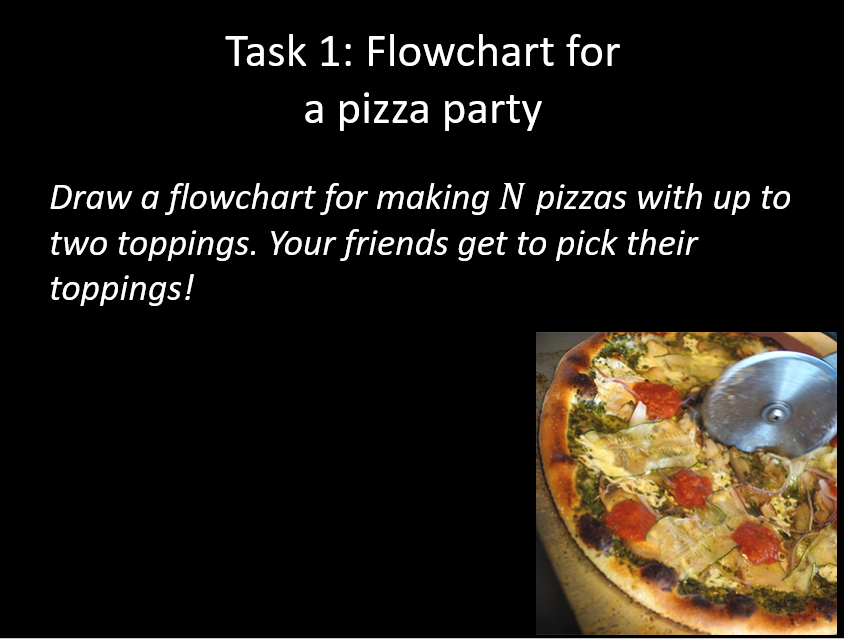 Task 1: Flowchart for
a pizza party
Draw a flowchart for making N pizzas with up to
two toppings. Your friends get to pick their
toppings!